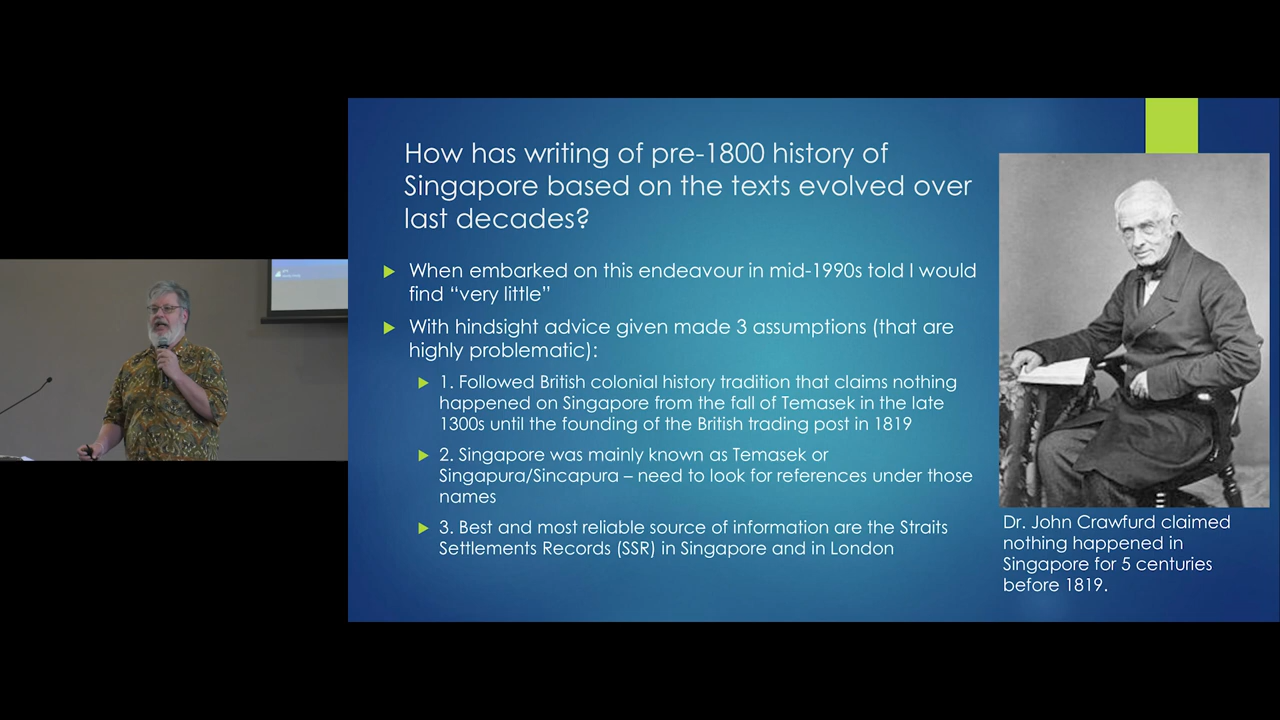 How has writing of pre-1800 history of
Singapore based on the texts evolved over
last decades?
When embarked on this endeavour in mid-1990s told I would
find “very little”
With hindsight advice given made 3 assumptions (that are
highly problematic):
1. Followed British colonial history tradition that claims nothing
happened on Singapore from the fall of Temasek in the late
1300s until the founding of the British trading post in 1819
2. Singapore was mainly known as Temasek or
Singapura/Sincapura – need to look for references under those
names
3. Best and most reliable source of information are the Straits
Settlements Records (SSR) in Singapore and in London
Dr. John Crawfurd claimed
nothing happened in
Singapore for 5 centuries
before 1819.